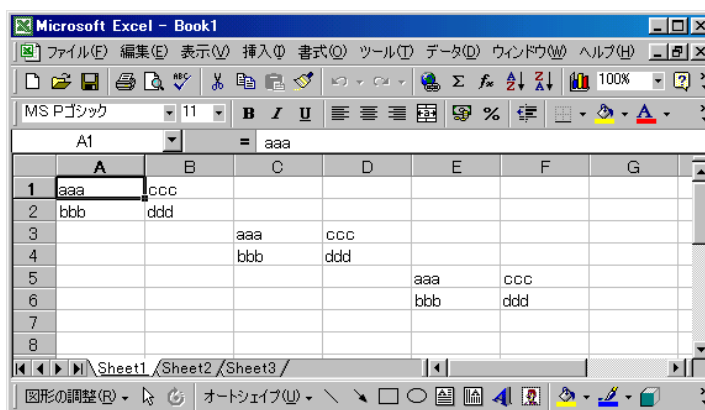 Microsoft Excel - Book1
ファイル(F) 編集(E) 表示(V) 挿入(I) 書式(O) ツール(T) データ(D) ウィンドウ(W) ヘルプ(H)
100%
MS Pゴシック 11 B I U %
A1 = aaa
A B C D E F G
1 aaa ccc
2 bbb ddd
3 aaa ccc
4 bbb ddd
5 aaa ccc
6 bbb ddd
7
8
Sheet1 Sheet2 Sheet3
図形の調整(R) オートシェイプ(U)